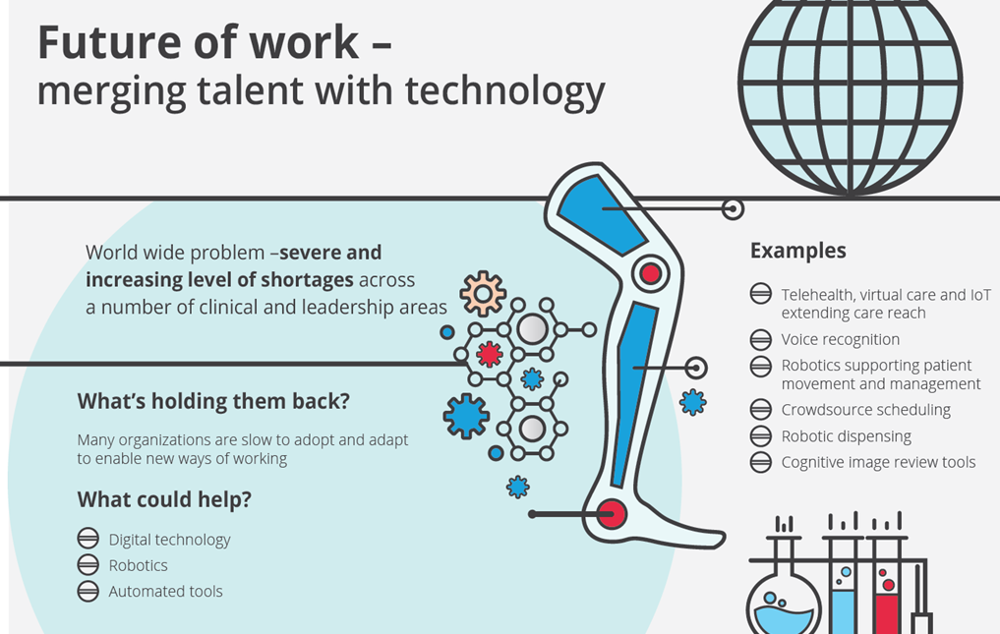 Future of work –
merging talent with technology
World wide problem –severe and
increasing level of shortages across
a number of clinical and leadership areas
What’s holding them back?
Many organizations are slow to adopt and adapt
to enable new ways of working
What could help?
Digital technology
Robotics
Automated tools
Examples
Telehealth, virtual care and IoT
extending care reach
Voice recognition
Robotics supporting patient
movement and management
Crowdsource scheduling
Robotic dispensing
Cognitive image review tools